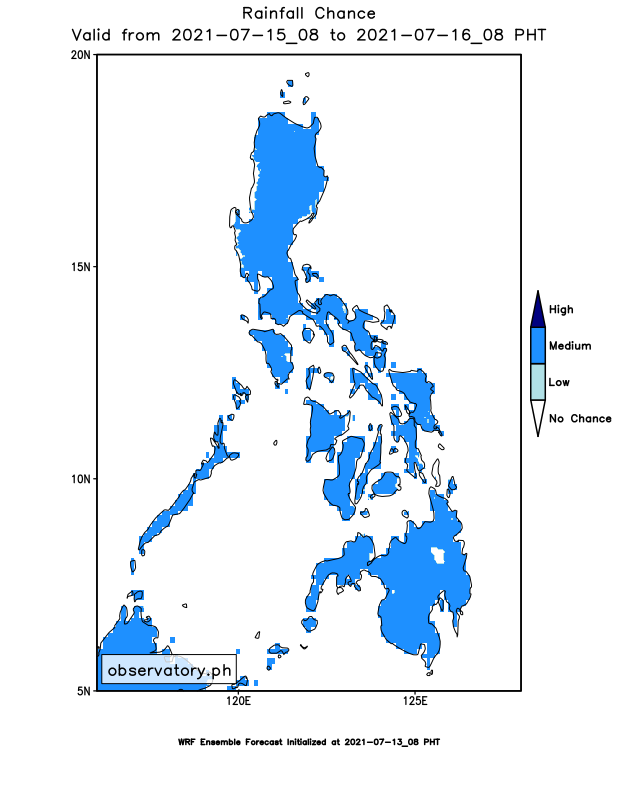 Rainfall Chance
Valid from 2021-07-15_08 to 2021-07-16_08 PHT
20N
15N
High
Medium
Low
No Chance
10N
observatory.ph
5N
120E
125E
WRF Ensemble Forecast Initialized at 2021-07-13_08 PHT